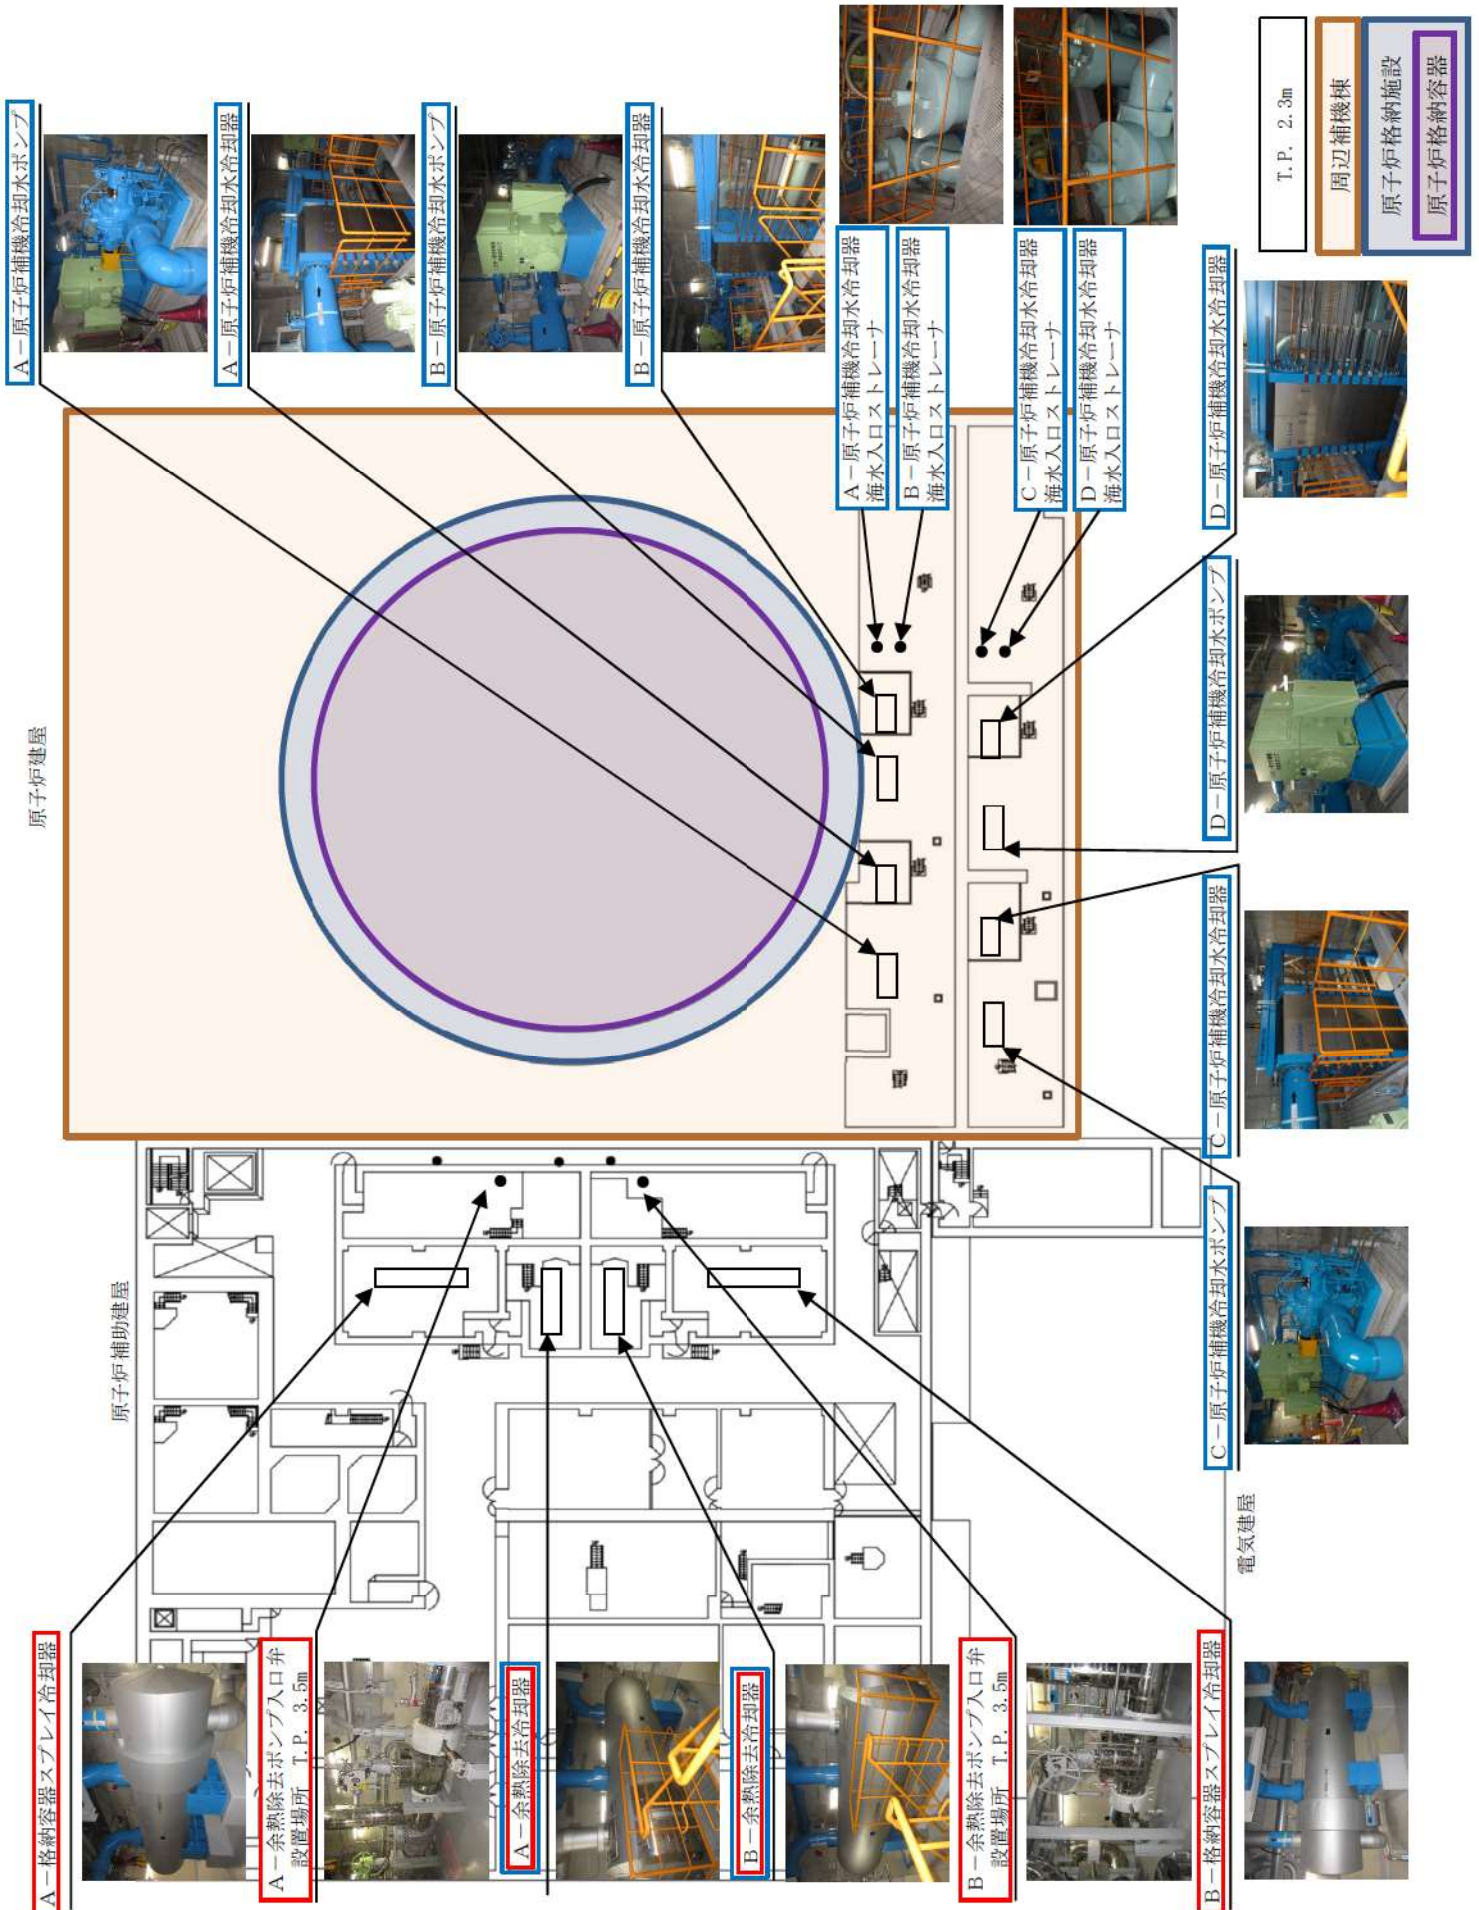 A－原子炉補機冷却水ポンプ
A－原子炉補機冷却水冷却器
B－原子炉補機冷却水ポンプ
B－原子炉補機冷却水冷却器
A－原子炉補機冷却水冷却器
海水入口ストレーナ
B－原子炉補機冷却水冷却器
海水入口ストレーナ
C－原子炉補機冷却水冷却器
海水入口ストレーナ
D－原子炉補機冷却水冷却器
海水入口ストレーナ
T.P. 2.3m
周辺補機棟
原子炉格納施設
原子炉格納容器
原子炉建屋
D－原子炉補機冷却水冷却器
D－原子炉補機冷却水ポンプ
C－原子炉補機冷却水冷却器
C－原子炉補機冷却水ポンプ
原子炉補助建屋
電気建屋
A－格納容器スプレイ冷却器
A－余熱除去ポンプ入口弁
設置場所 T.P. 3.5m
A－余熱除去冷却器
B－余熱除去冷却器
B－余熱除去ポンプ入口弁
設置場所 T.P. 3.5m
B－格納容器スプレイ冷却器